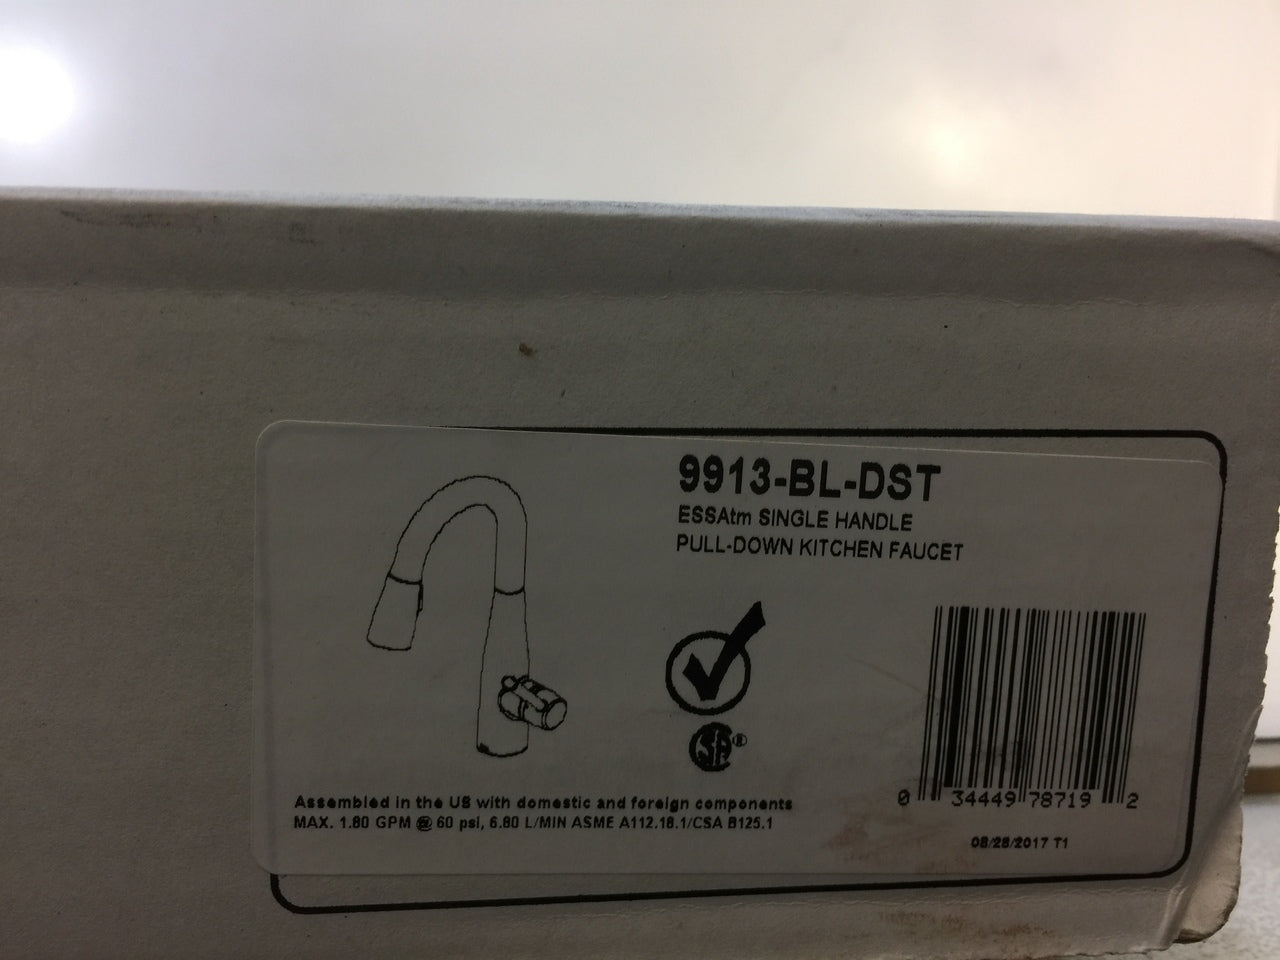 9913-BL-DST
ESSAtm SINGLE HANDLE
PULL-DOWN KITCHEN FAUCET
SA®
Assembled in the US with domestic and foreign components
MAX. 1.80 GPM @ 60 psi, 6.80 L/MIN ASME A112.18.1/CSA B125.1
0 34449 78719 2
08/28/2017 T1